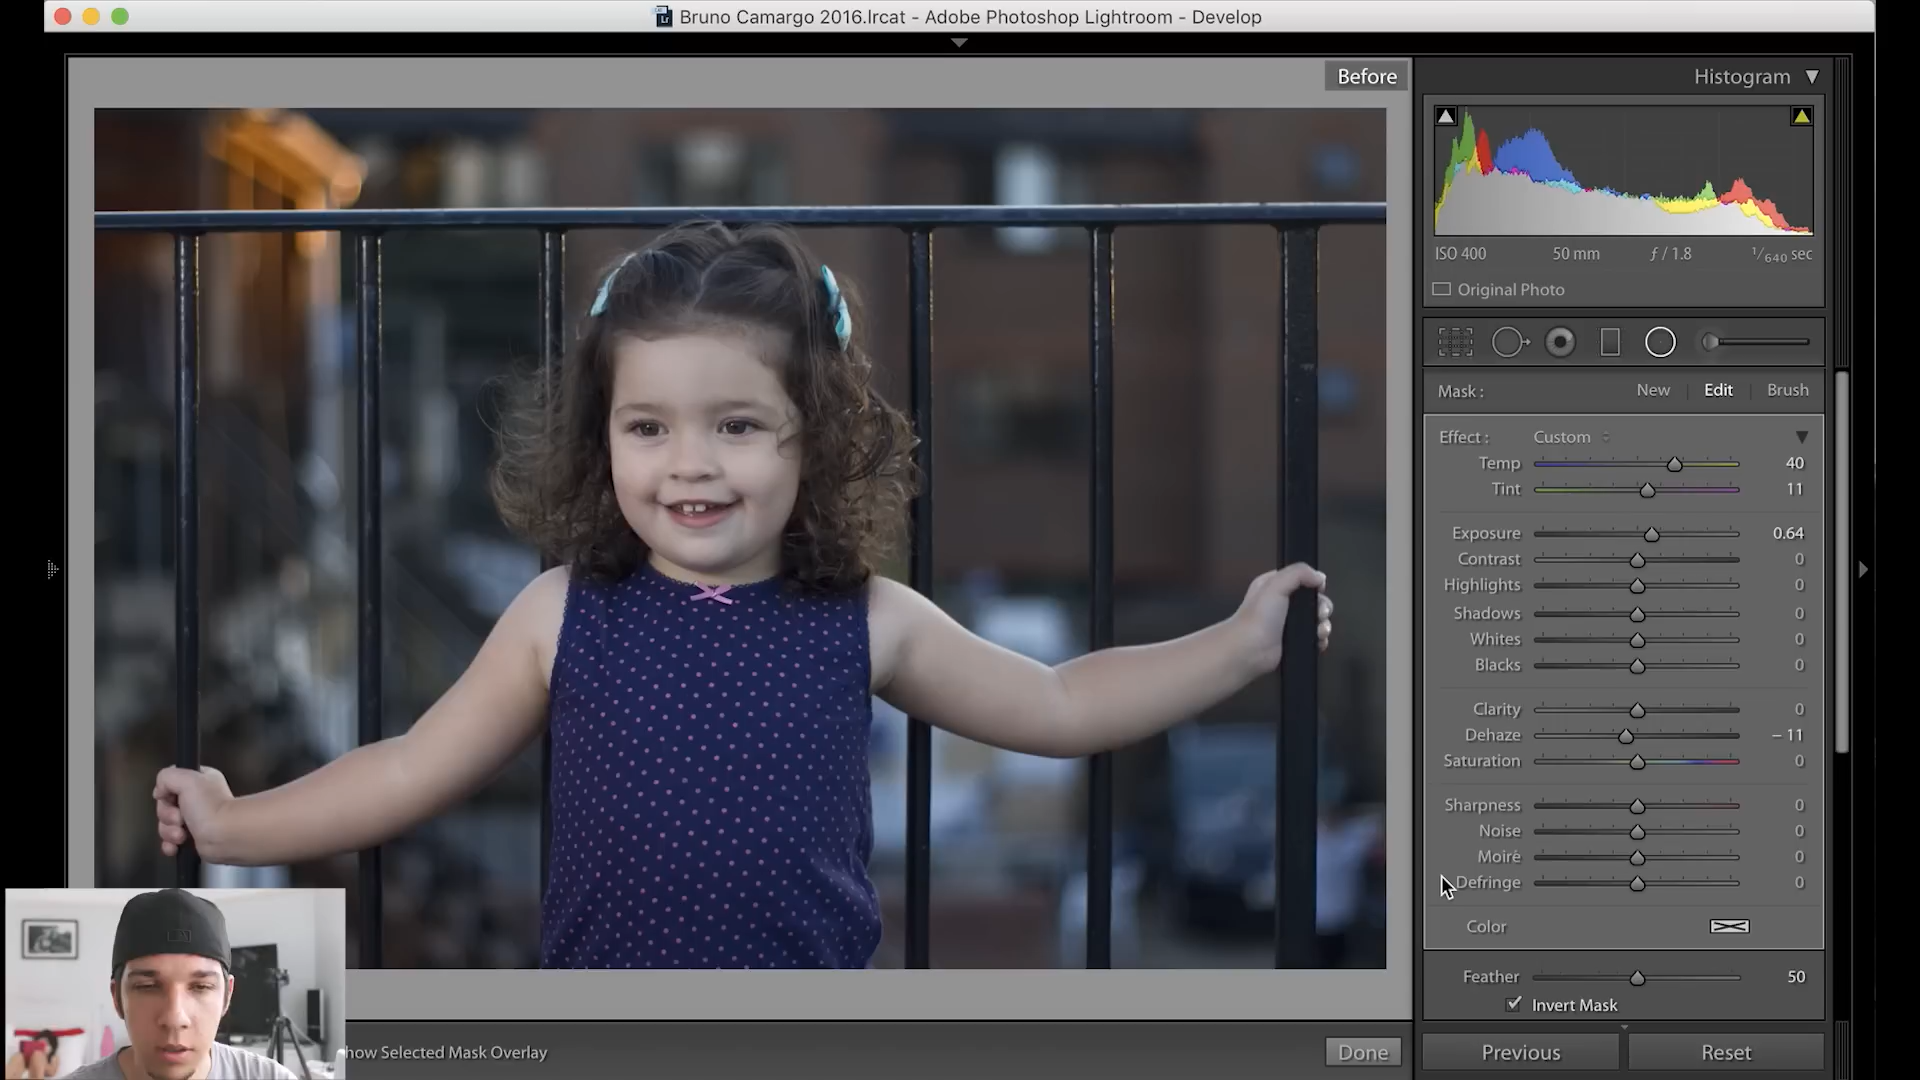 Bruno Camargo 2016.lrcat - Adobe Photoshop Lightroom - Develop
Before
Histogram
ISO 400 50 mm ƒ / 1.8 1/640 sec
Original Photo
Mask : New Edit Brush
Effect : Custom
Temp 40
Tint 11
Exposure 0.64
Contrast 0
Highlights 0
Shadows 0
Whites 0
Blacks 0
Clarity 0
Dehaze – 11
Saturation 0
Sharpness 0
Noise 0
Moiré 0
Defringe 0
Color
Feather 50
Invert Mask
how Selected Mask Overlay
Done
Previous
Reset